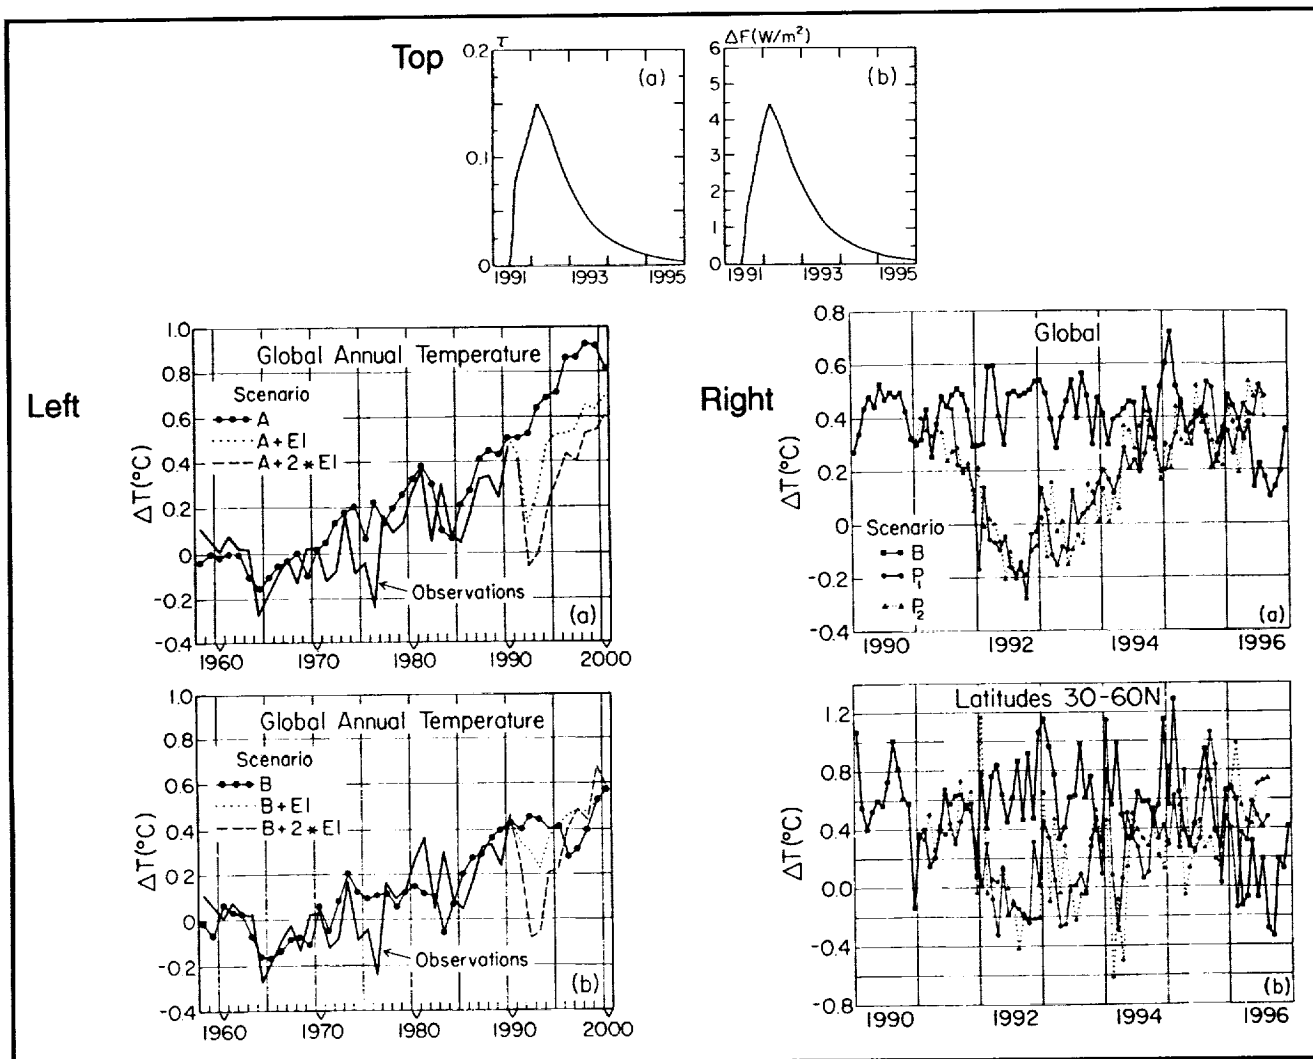 Top
τ
0.2
0.1
0
(a)
1991 1993 1995
ΔF(W/m²)
6
5
4
3
2
1
0
(b)
1991 1993 1995
Left
1.0
0.8
0.6
0.4
0.2
0
-0.2
-0.4
ΔT(°C)
Global Annual Temperature
Scenario
A
A+El
A+2*El
Observations
(a)
1960 1970 1980 1990 2000
1.0
0.8
0.6
0.4
0.2
0
-0.2
-0.4
ΔT(°C)
Global Annual Temperature
Scenario
B
B+El
B+2*El
Observations
(b)
1960 1970 1980 1990 2000
Right
0.8
0.6
0.4
0.2
0
-0.2
-0.4
ΔT(°C)
Global
Scenario
B
P₁
P₂
(a)
1990 1992 1994 1996
1.2
0.8
0.4
0.0
-0.4
-0.8
ΔT(°C)
Latitudes 30-60N
(b)
1990 1992 1994 1996